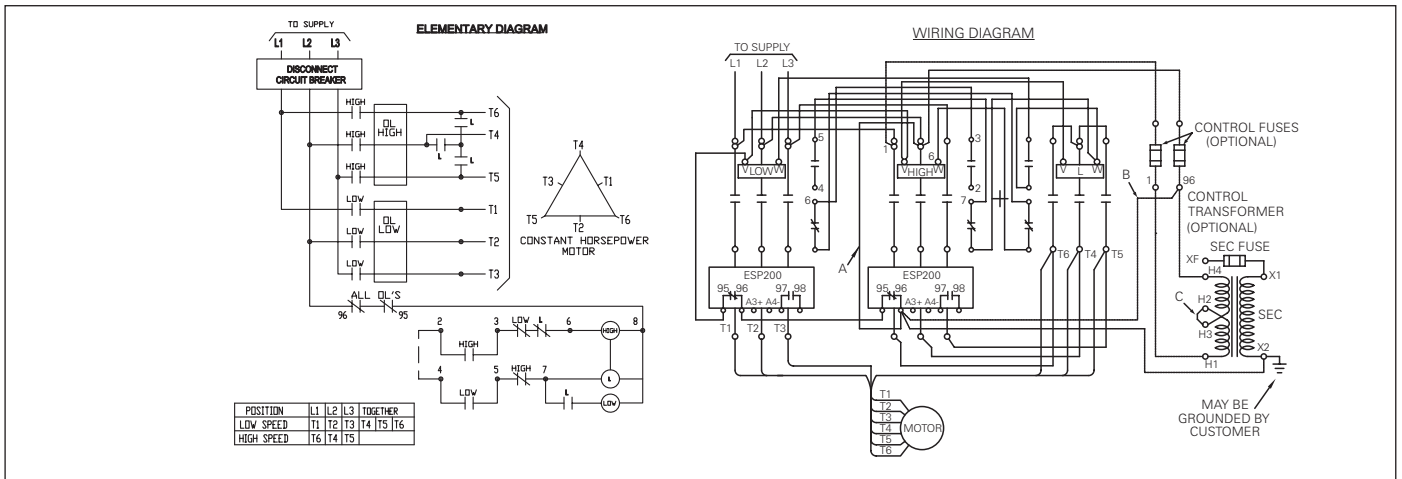 ELEMENTARY DIAGRAM
TO SUPPLY
L1 L2 L3
DISCONNECT
CIRCUIT BREAKER
HIGH
OL
HIGH
T6
L
HIGH
T4
L
L
HIGH
T5
LOW
T1
OL
LOW
LOW
T2
LOW
T3
T4
T3 T1
T5 T6
T2
CONSTANT HORSEPOWER
MOTOR
ALL OL'S
96 95
2 3 LOW L 6 HIGH 8
HIGH
4 5 HIGH 7 L
LOW L LOW
POSITION L1 L2 L3 TOGETHER
LOW SPEED T1 T2 T3 T4 T5 T6
HIGH SPEED T6 T4 T5
WIRING DIAGRAM
TO SUPPLY
L1 L2 L3
5 1 3
V LOW W
V HIGH W
6
V L W
4 2
6 7
A
T6 T4 T5
ESP200
95 96 97 98
A3+ A4-
ESP200
95 96 97 98
A3+ A4-
T1 T2 T3
T1
T2
T3
T4
T5
T6
MOTOR
CONTROL FUSES
(OPTIONAL)
B
1 96
CONTROL
TRANSFORMER
(OPTIONAL)
SEC FUSE
XF
H4 X1
C H2
SEC
H3
X2
H1
MAY BE
GROUNDED BY
CUSTOMER